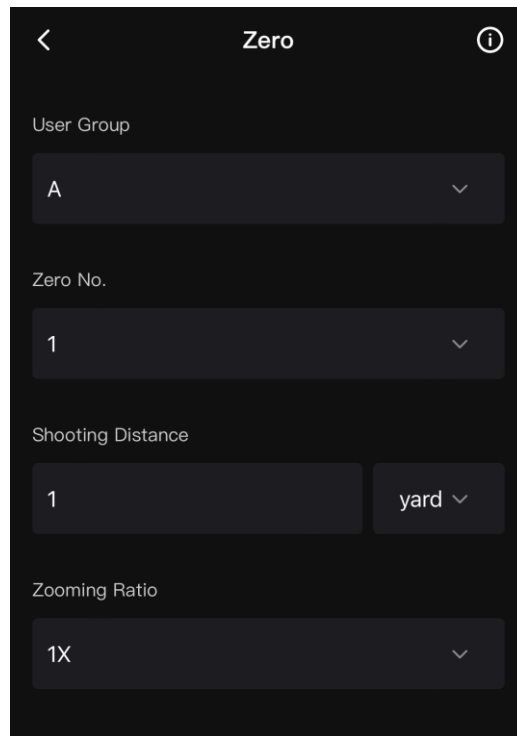 Zero
User Group
A
Zero No.
1
Shooting Distance
1 yard
Zooming Ratio
1X